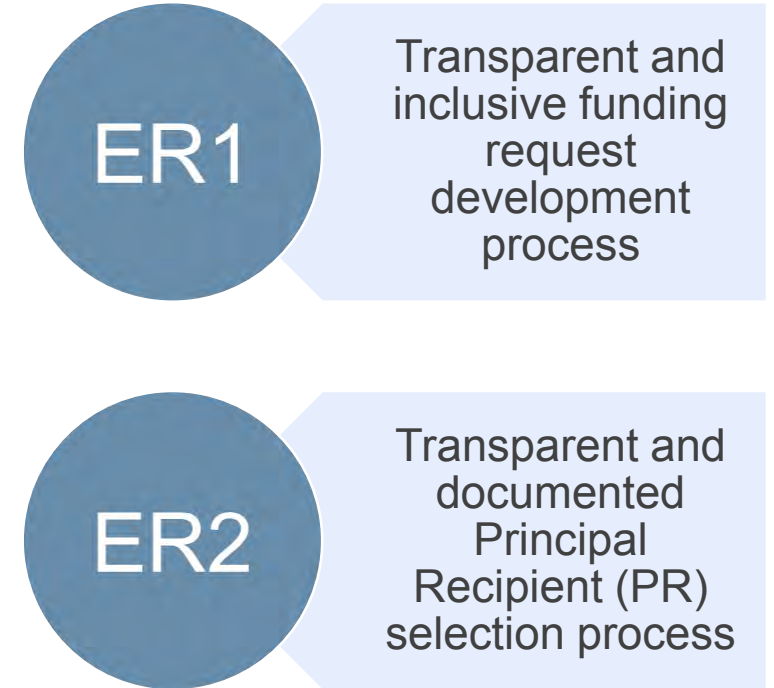 ER1
Transparent and
inclusive funding
request
development
process
ER2
Transparent and
documented
Principal
Recipient (PR)
selection process